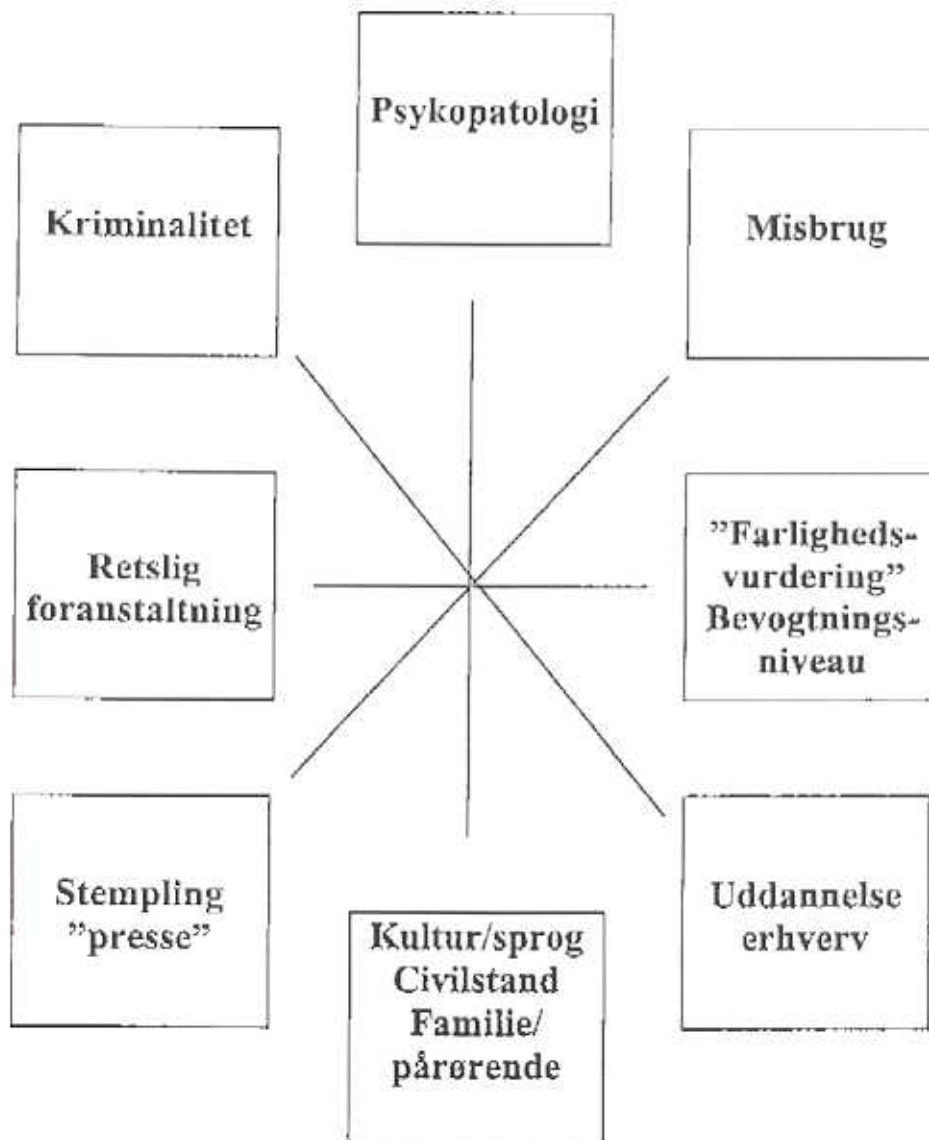 Psykopatologi
Kriminalitet
Misbrug
Retslig
foranstaltning
”Farligheds-
vurdering”
Bevogtnings-
niveau
Stempling
”presse”
Kultur/sprog
Civilstand
Familie/
pårørende
Uddannelse
erhverv